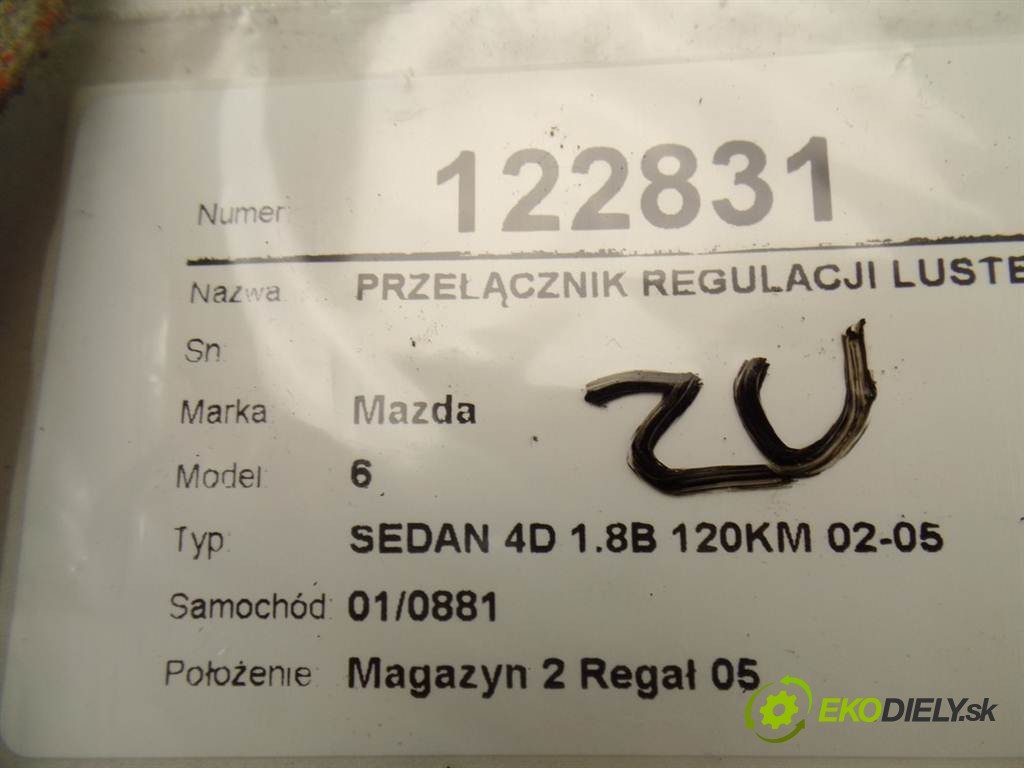 Numer: 122831
Nazwa: PRZEŁĄCZNIK REGULACJI LUSTE
Sn:
ZU
Marka: Mazda
Model: 6
Typ: SEDAN 4D 1.8B 120KM 02-05
Samochód: 01/0881
Położenie: Magazyn 2 Regał 05
EKODIELY.sk